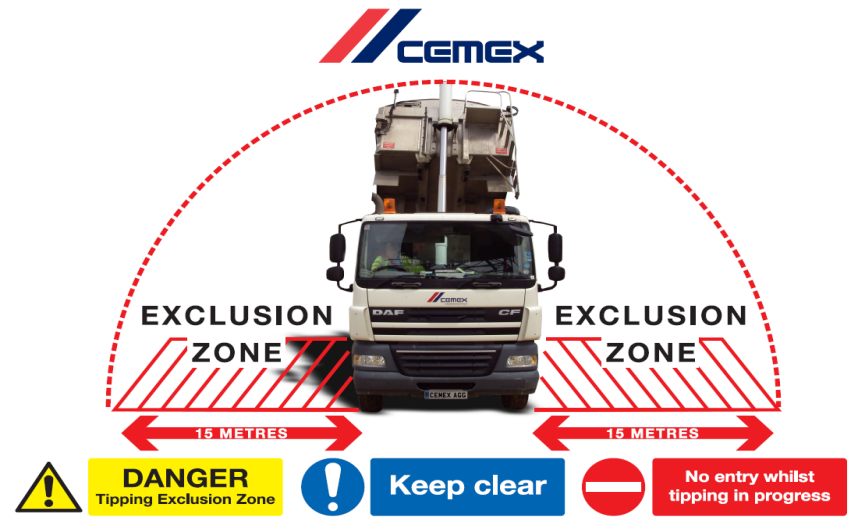 CEMEX
EXCLUSION
ZONE
EXCLUSION
ZONE
CEMEX
DAF
CF
CEMEX AGG
15 METRES
15 METRES
DANGER
Tipping Exclusion Zone
!
Keep clear
No entry whilst
tipping in progress